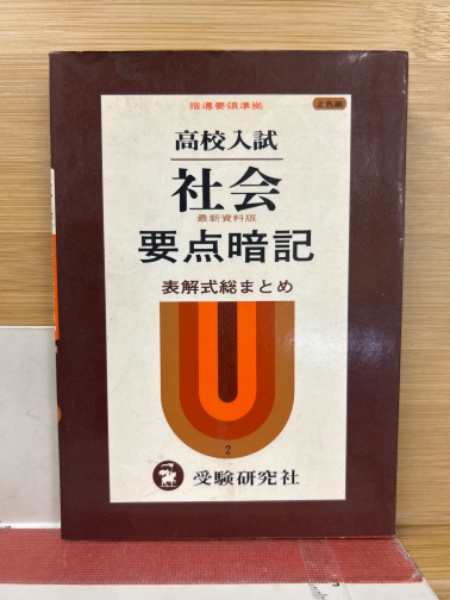 指導要領準拠
2色刷
高校入試
社会
最新資料版
要点暗記
表解式総まとめ
2
受験研究社